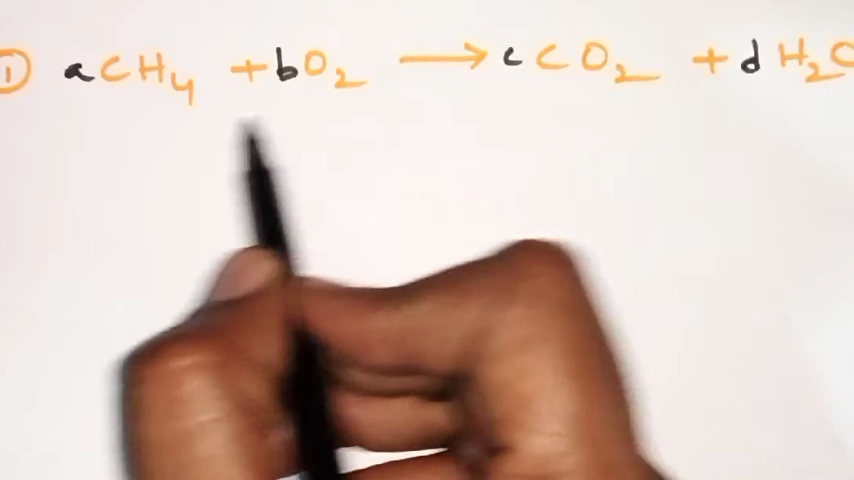 ① aCH₄ + bO₂ → cCO₂ + dH₂O